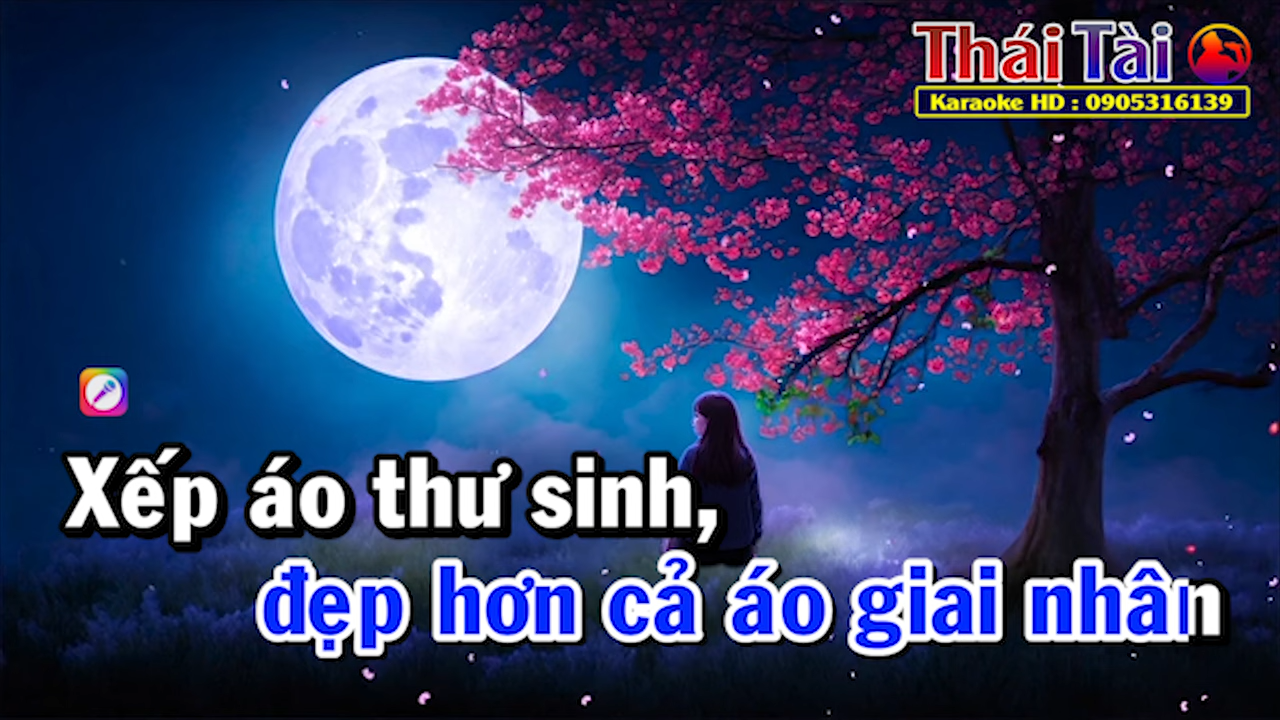 Thái Tài
Karaoke HD : 0905316139
Xếp áo thư sinh,
đẹp hơn cả áo giai nhân